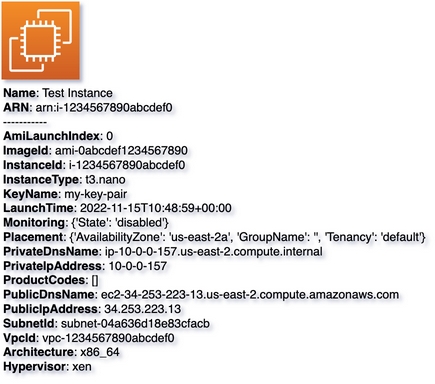 Name: Test Instance
ARN: arn:i-1234567890abcdef0
-----------
AmiLaunchIndex: 0
ImageId: ami-0abcdef1234567890
InstanceId: i-1234567890abcdef0
InstanceType: t3.nano
KeyName: my-key-pair
LaunchTime: 2022-11-15T10:48:59+00:00
Monitoring: {'State': 'disabled'}
Placement: {'AvailabilityZone': 'us-east-2a', 'GroupName': '', 'Tenancy': 'default'}
PrivateDnsName: ip-10-0-0-157.us-east-2.compute.internal
PrivateIpAddress: 10-0-0-157
ProductCodes: []
PublicDnsName: ec2-34-253-223-13.us-east-2.compute.amazonaws.com
PublicIpAddress: 34.253.223.13
SubnetId: subnet-04a636d18e83cfacb
VpcId: vpc-1234567890abcdef0
Architecture: x86_64
Hypervisor: xen